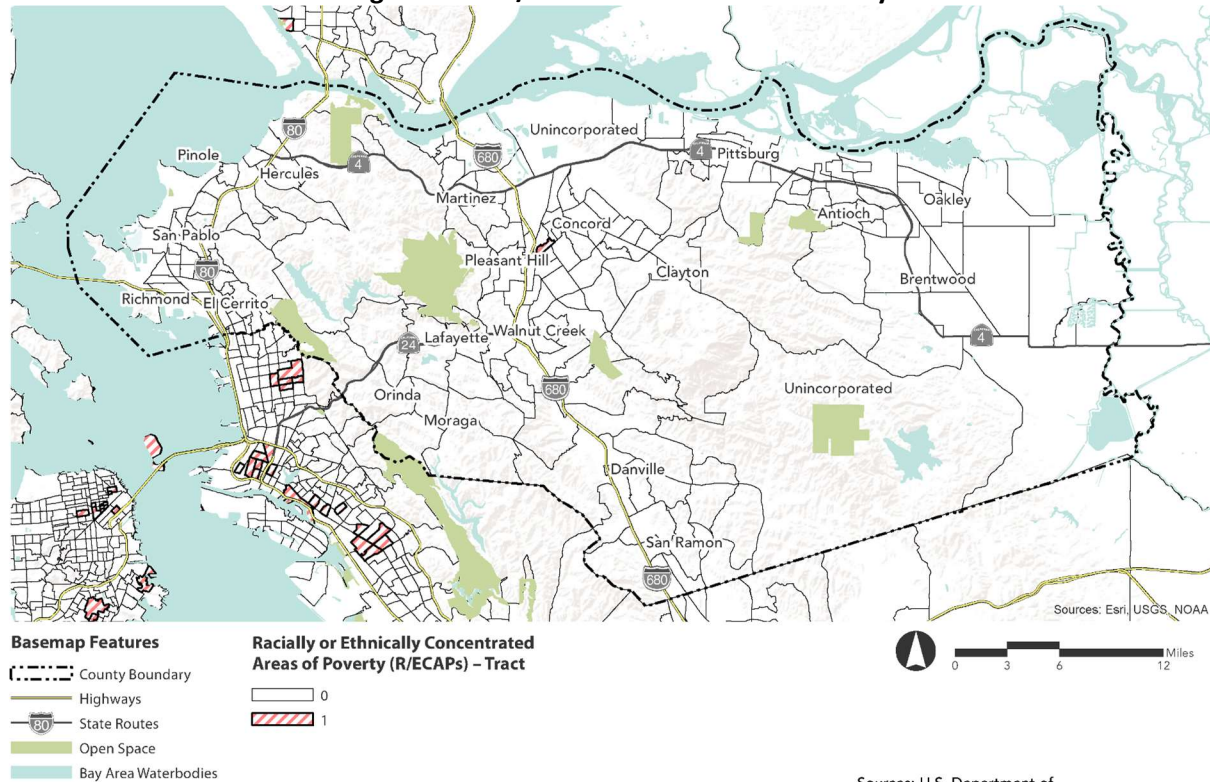 80
Unincorporated
Pinole
680
4
Pittsburg
4
Hercules
Martinez
Oakley
Antioch
Concord
San Pablo
Pleasant Hill
80
Clayton
Brentwood
Richmond
El Cerrito
Walnut Creek
Lafayette
4
24
680
Unincorporated
Orinda
Moraga
Danville
San Ramon
680
Sources: Esri, USGS, NOAA
Basemap Features
County Boundary
Highways
80
State Routes
Open Space
Bay Area Waterbodies
Racially or Ethnically Concentrated
Areas of Poverty (R/ECAPs) – Tract
0
1
Miles
0 3 6 12
Sources: U.S. Department of